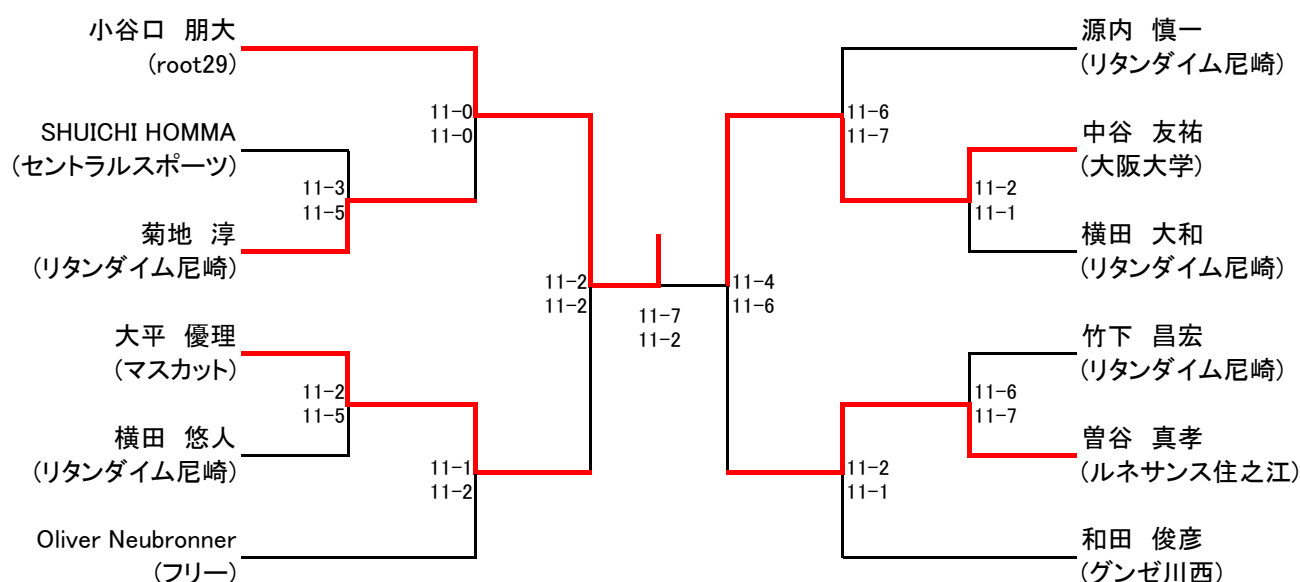 小谷口 朋大
(root29)
SHUICHI HOMMA
(セントラルスポーツ)
菊地 淳
(リタンダイム尼崎)
大平 優理
(マスカット)
横田 悠人
(リタンダイム尼崎)
Oliver Neubronner
(フリー)
11-3
11-5
11-2
11-5
11-0
11-0
11-1
11-2
11-2
11-2
11-7
11-2
11-4
11-6
11-6
11-7
11-2
11-1
11-2
11-1
11-6
11-7
源内 慎一
(リタンダイム尼崎)
中谷 友祐
(大阪大学)
横田 大和
(リタンダイム尼崎)
竹下 昌宏
(リタンダイム尼崎)
曽谷 真孝
(ルネサンス住之江)
和田 俊彦
(グンゼ川西)